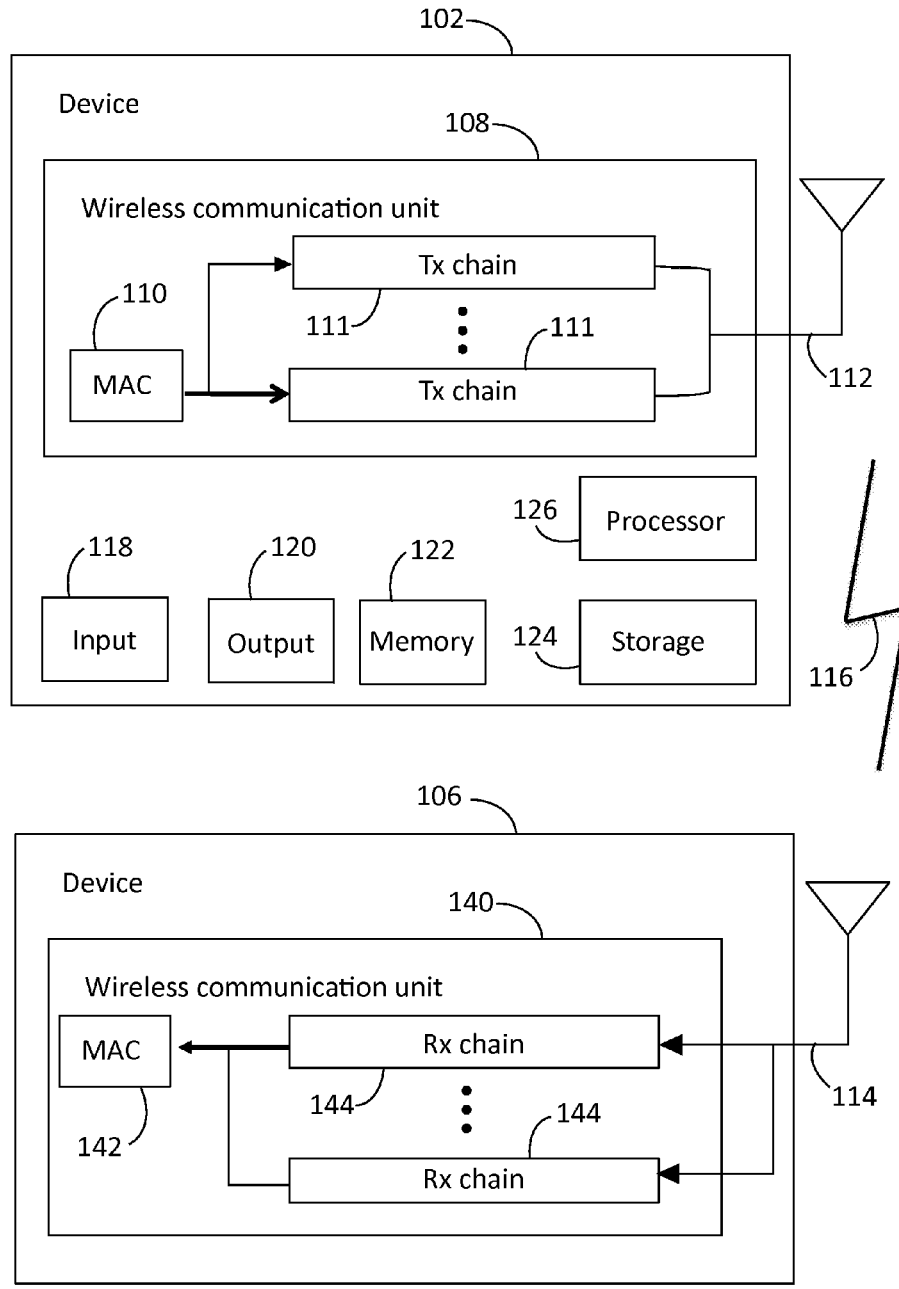 102
Device
108
Wireless communication unit
Tx chain
110
111
111
MAC
Tx chain
112
126
Processor
118
120
122
Input
Output
Memory
124
Storage
116
106
Device
140
Wireless communication unit
MAC
Rx chain
144
144
114
142
Rx chain